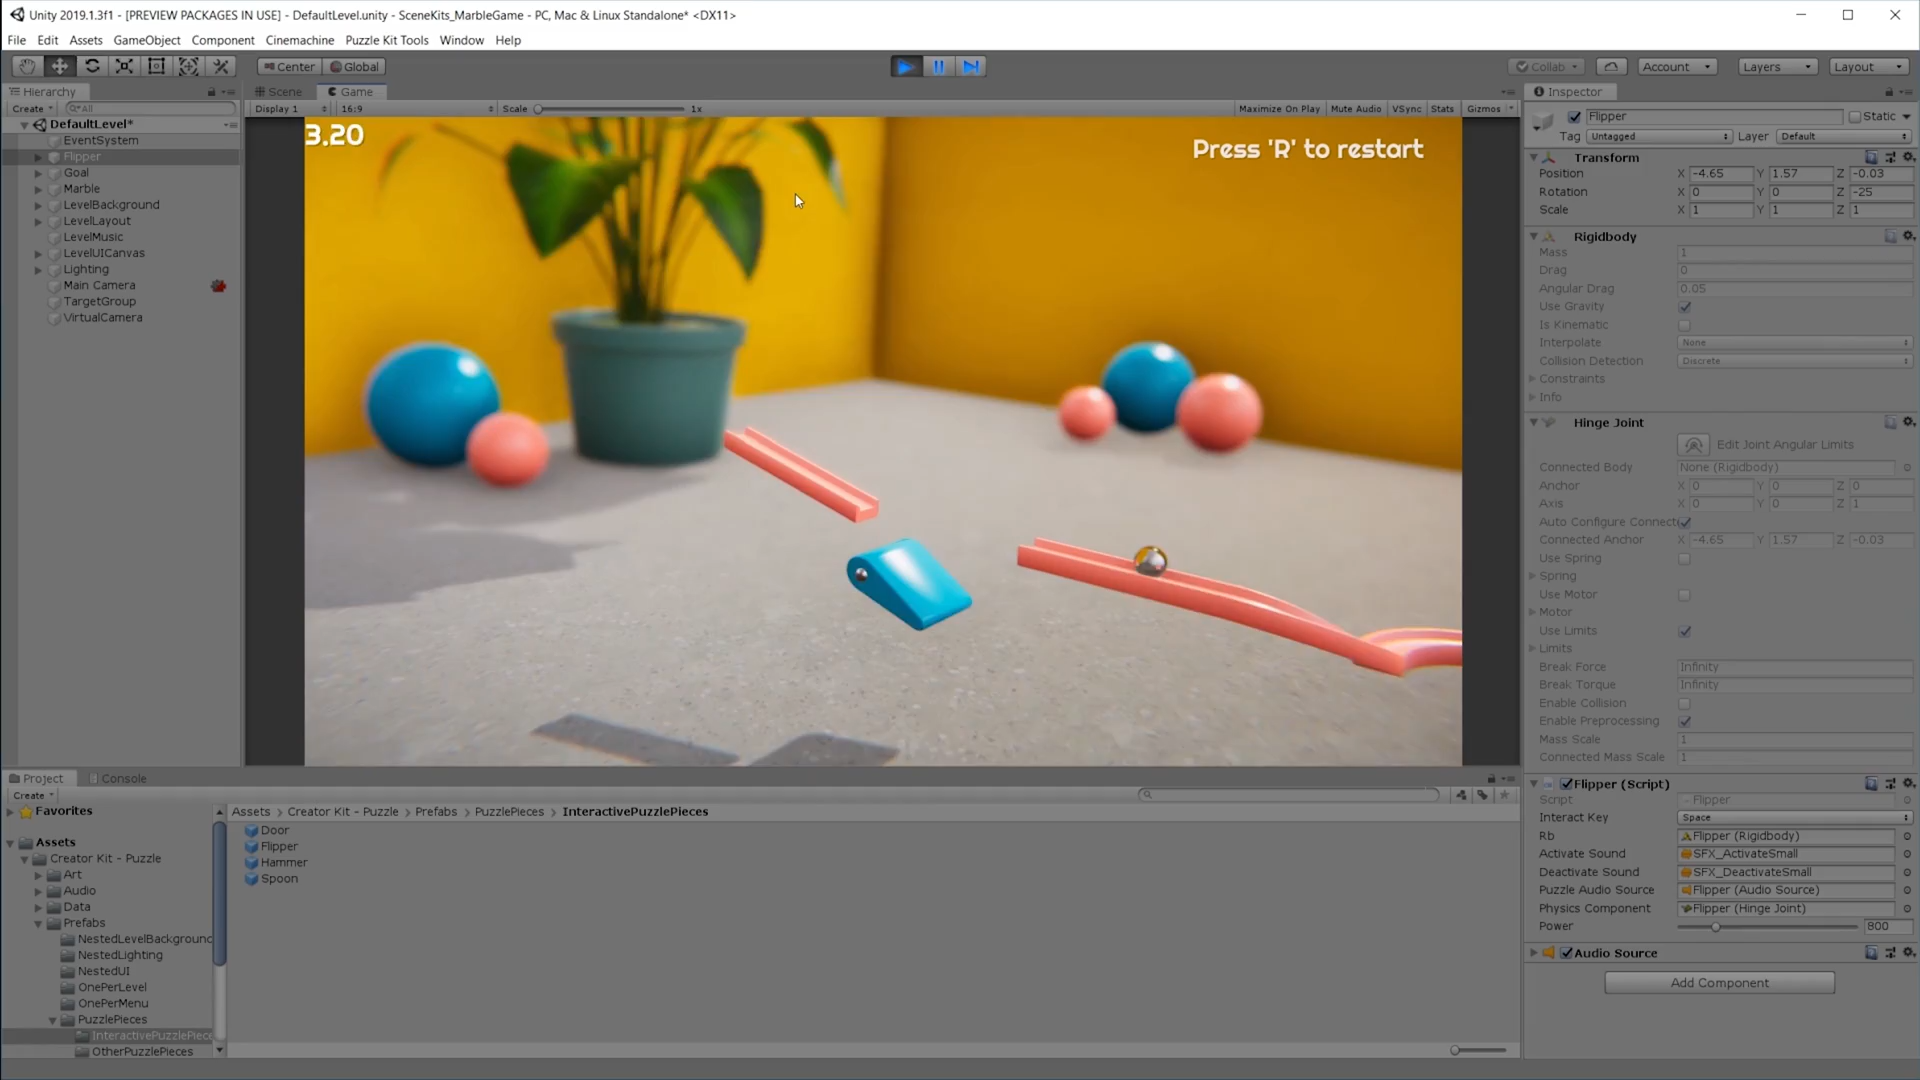 Unity 2019.1.3f1 - [PREVIEW PACKAGES IN USE] - DefaultLevel.unity - SceneKits_MarbleGame - PC, Mac & Linux Standalone* <DX11>
File Edit Assets GameObject Component Cinemachine Puzzle Kit Tools Window Help
Center Global Collab Account Layers Layout
Hierarchy
Create All
DefaultLevel*
EventSystem
Flipper
Goal
Marble
LevelBackground
LevelLayout
LevelMusic
LevelUICanvas
Lighting
Main Camera
TargetGroup
VirtualCamera
Scene Game
Display 1 16:9 Scale 1x Maximize On Play Mute Audio VSync Stats Gizmos
3.20
Press 'R' to restart
Inspector
Flipper Static
Tag Untagged Layer Default
Transform
Position X -4.65 Y 1.57 Z -0.03
Rotation X 0 Y 0 Z -25
Scale X 1 Y 1 Z 1
Rigidbody
Mass 1
Drag 0
Angular Drag 0.05
Use Gravity
Is Kinematic
Interpolate None
Collision Detection Discrete
Constraints
Info
Hinge Joint
Edit Joint Angular Limits
Connected Body None (Rigidbody)
Anchor X 0 Y 0 Z 0
Axis X 0 Y 0 Z 1
Auto Configure Connect
Connected Anchor X -4.65 Y 1.57 Z -0.03
Use Spring
Spring
Use Motor
Motor
Use Limits
Limits
Break Force Infinity
Break Torque Infinity
Enable Collision
Enable Preprocessing
Mass Scale 1
Connected Mass Scale 1
Flipper (Script)
Script Flipper
Interact Key Space
Rb Flipper (Rigidbody)
Activate Sound SFX_ActivateSmall
Deactivate Sound SFX_DeactivateSmall
Puzzle Audio Source Flipper (Audio Source)
Physics Component Flipper (Hinge Joint)
Power 800
Audio Source
Add Component
Project Console
Create
Favorites
Assets
Creator Kit - Puzzle
Art
Audio
Data
Prefabs
NestedLevelBackground
NestedLighting
NestedUI
OnePerLevel
OnePerMenu
PuzzlePieces
InteractivePuzzlePiece
OtherPuzzlePieces
Assets > Creator Kit - Puzzle > Prefabs > PuzzlePieces > InteractivePuzzlePieces
Door
Flipper
Hammer
Spoon